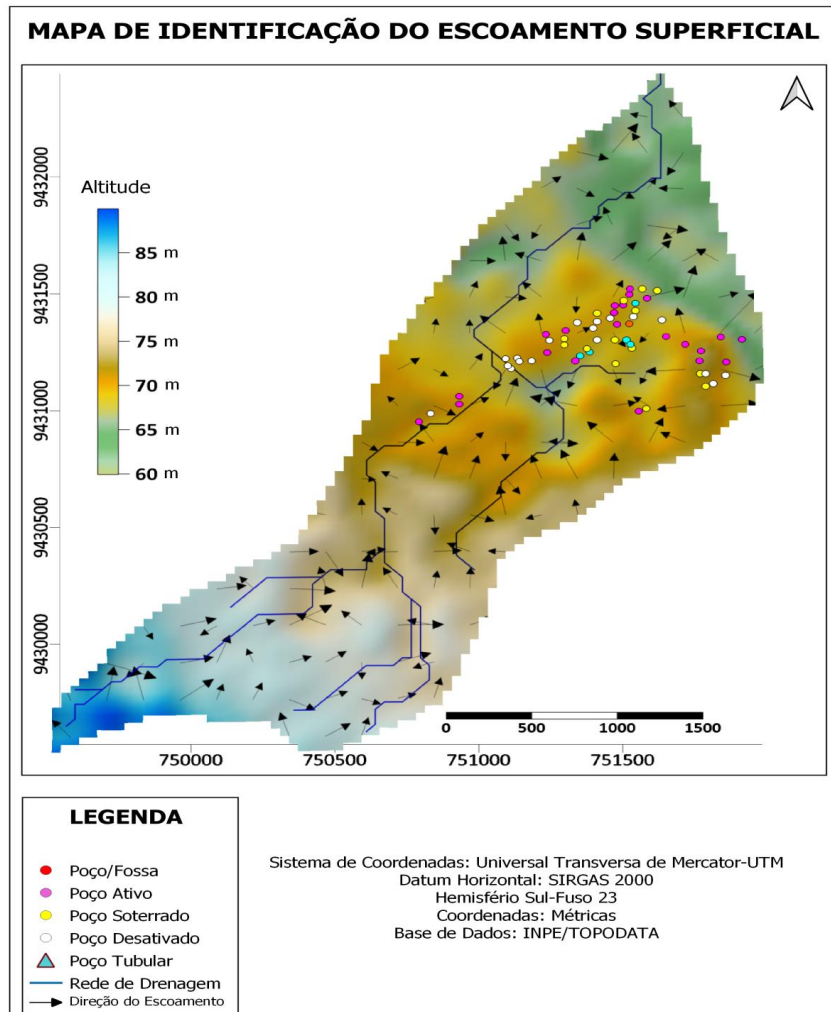 MAPA DE IDENTIFICAÇÃO DO ESCOAMENTO SUPERFICIAL
9432000
9431500
9431000
9430500
9430000
Altitude
85 m
80 m
75 m
70 m
65 m
60 m
0 500 1000 1500
750000 750500 751000 751500
LEGENDA
Poço/Fossa
Poço Ativo
Poço Soterrado
Poço Desativado
Poço Tubular
Rede de Drenagem
Direção do Escoamento
Sistema de Coordenadas: Universal Transversa de Mercator-UTM
Datum Horizontal: SIRGAS 2000
Hemisfério Sul-Fuso 23
Coordenadas: Métricas
Base de Dados: INPE/TOPODATA